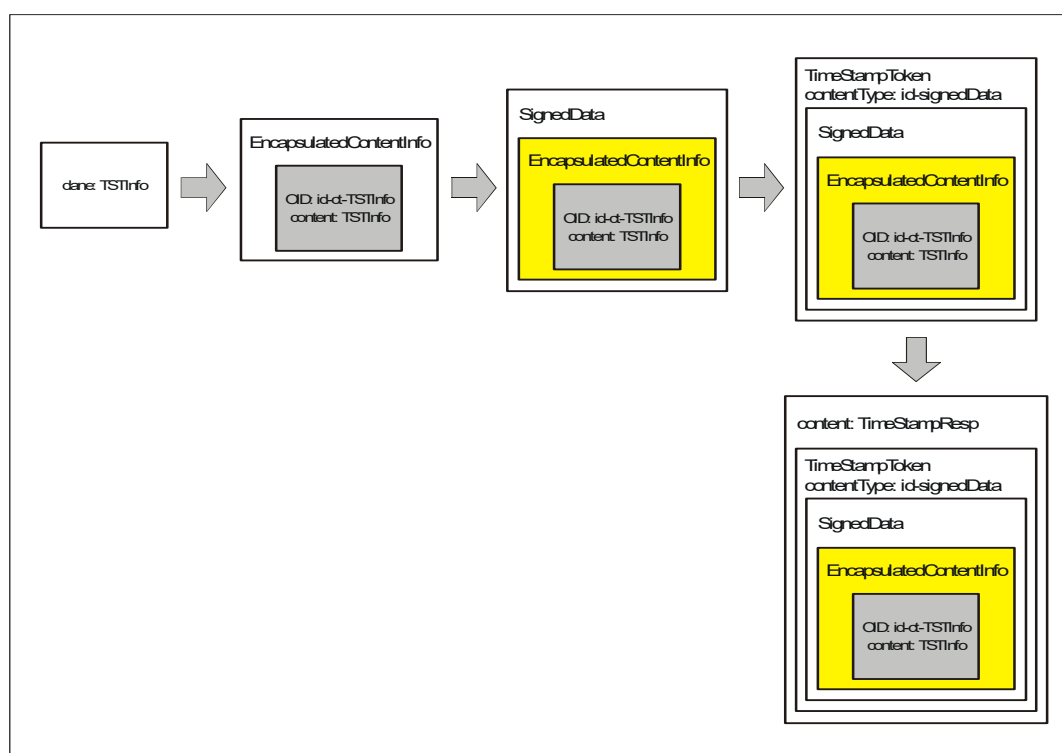 dane: TSTInfo
EncapsulatedContentInfo
OID: id-ct-TSTInfo
content: TSTInfo
SignedData
EncapsulatedContentInfo
OID: id-ct-TSTInfo
content: TSTInfo
TimeStampToken
contentType: id-signedData
SignedData
EncapsulatedContentInfo
OID: id-ct-TSTInfo
content: TSTInfo
content: TimeStampResp
TimeStampToken
contentType: id-signedData
SignedData
EncapsulatedContentInfo
OID: id-ct-TSTInfo
content: TSTInfo